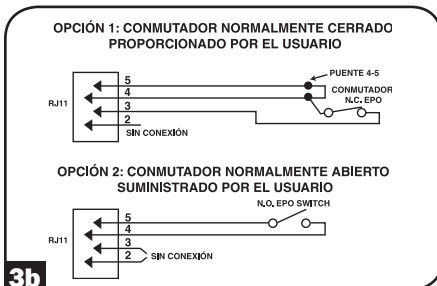 OPCIÓN 1: CONMUTADOR NORMALMENTE CERRADO
PROPORCIONADO POR EL USUARIO
PUENTE 4-5
5
4
CONMUTADOR
N.C. EPO
RJ11
3
2
SIN CONEXIÓN
OPCIÓN 2: CONMUTADOR NORMALMENTE ABIERTO
SUMINISTRADO POR EL USUARIO
N.O. EPO SWITCH
5
4
RJ11
3
2
SIN CONEXIÓN
3b